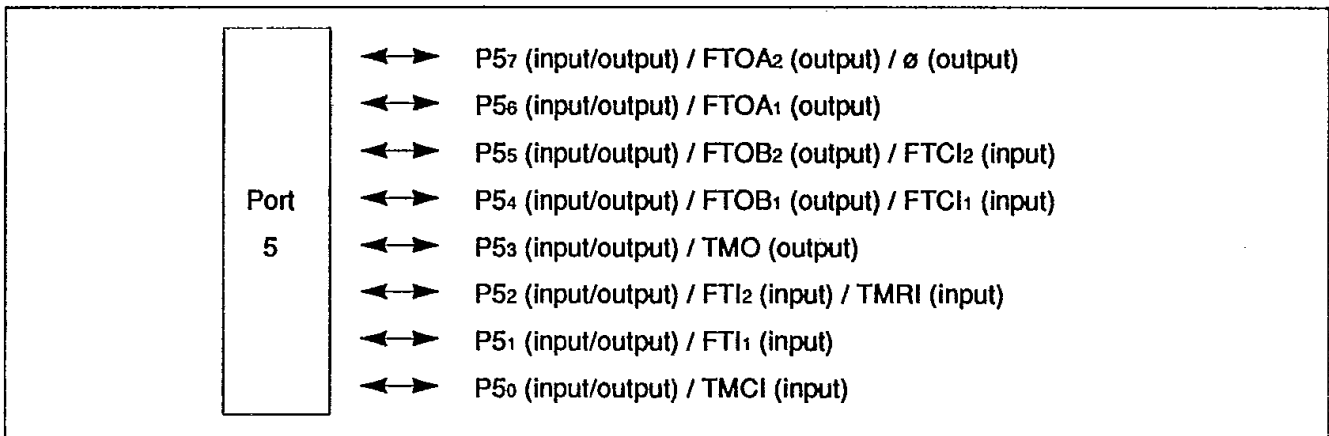 P5₇ (input/output) / FTOA₂ (output) / ø (output)
P5₆ (input/output) / FTOA₁ (output)
P5₅ (input/output) / FTOB₂ (output) / FTCI₂ (input)
Port
P5₄ (input/output) / FTOB₁ (output) / FTCI₁ (input)
5
P5₃ (input/output) / TMO (output)
P5₂ (input/output) / FTI₂ (input) / TMRI (input)
P5₁ (input/output) / FTI₁ (input)
P5₀ (input/output) / TMCI (input)